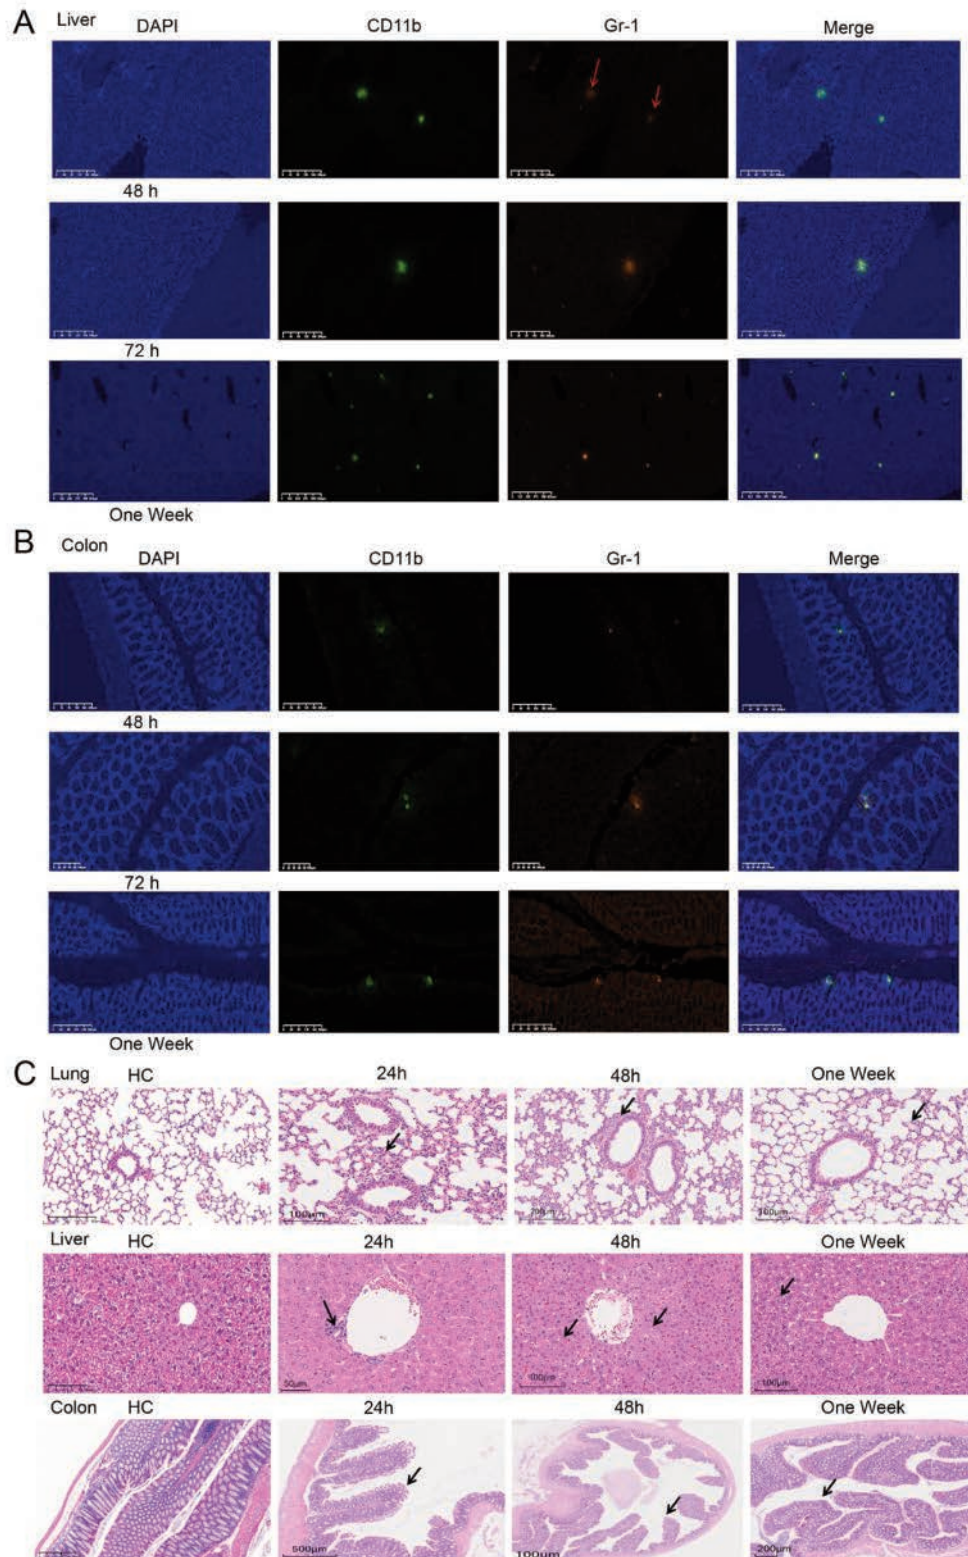 A Liver
DAPI CD11b Gr-1 Merge
48 h
72 h
One Week
B Colon
DAPI CD11b Gr-1 Merge
48 h
72 h
One Week
C Lung HC 24h 48h One Week
100µm 100µm
Liver HC 24h 48h One Week
50µm 100µm 100µm
Colon HC 24h 48h One Week
500µm 100µm 200µm